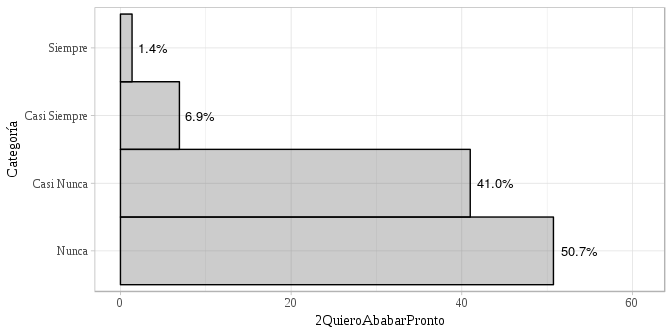 Categoría
Siempre
1.4%
Casi Siempre
6.9%
Casi Nunca
41.0%
Nunca
50.7%
0
20
40
60
2QuieroAbabarPronto